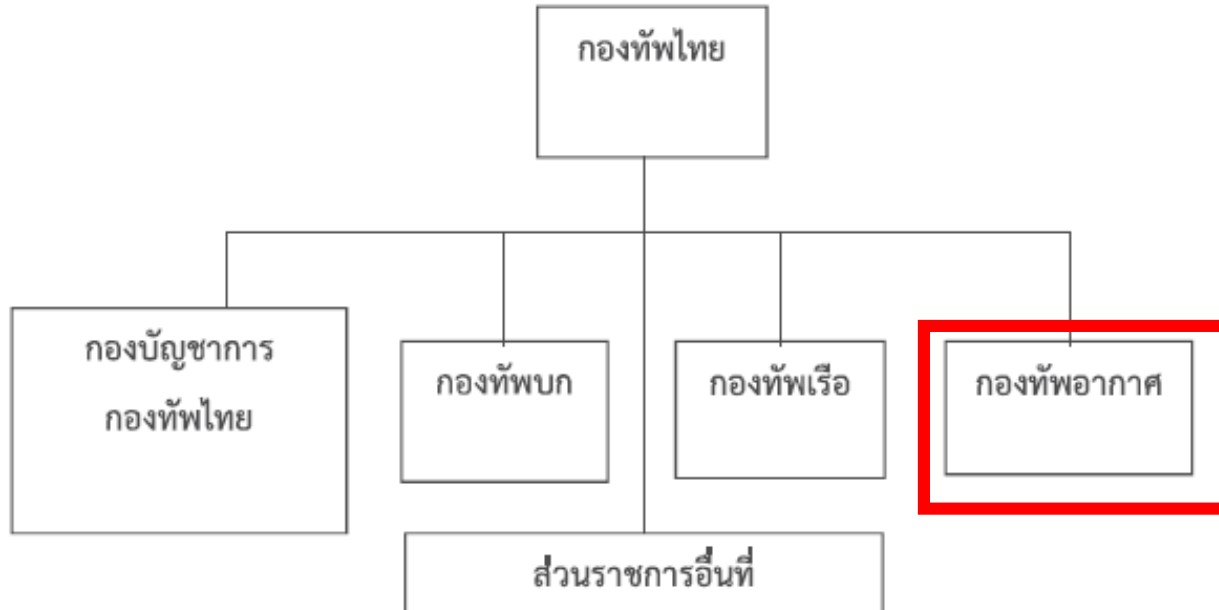 กองทัพไทย
กองบัญชาการ
กองทัพไทย
กองทัพบก
กองทัพเรือ
กองทัพอากาศ
ส่วนราชการอื่นที่